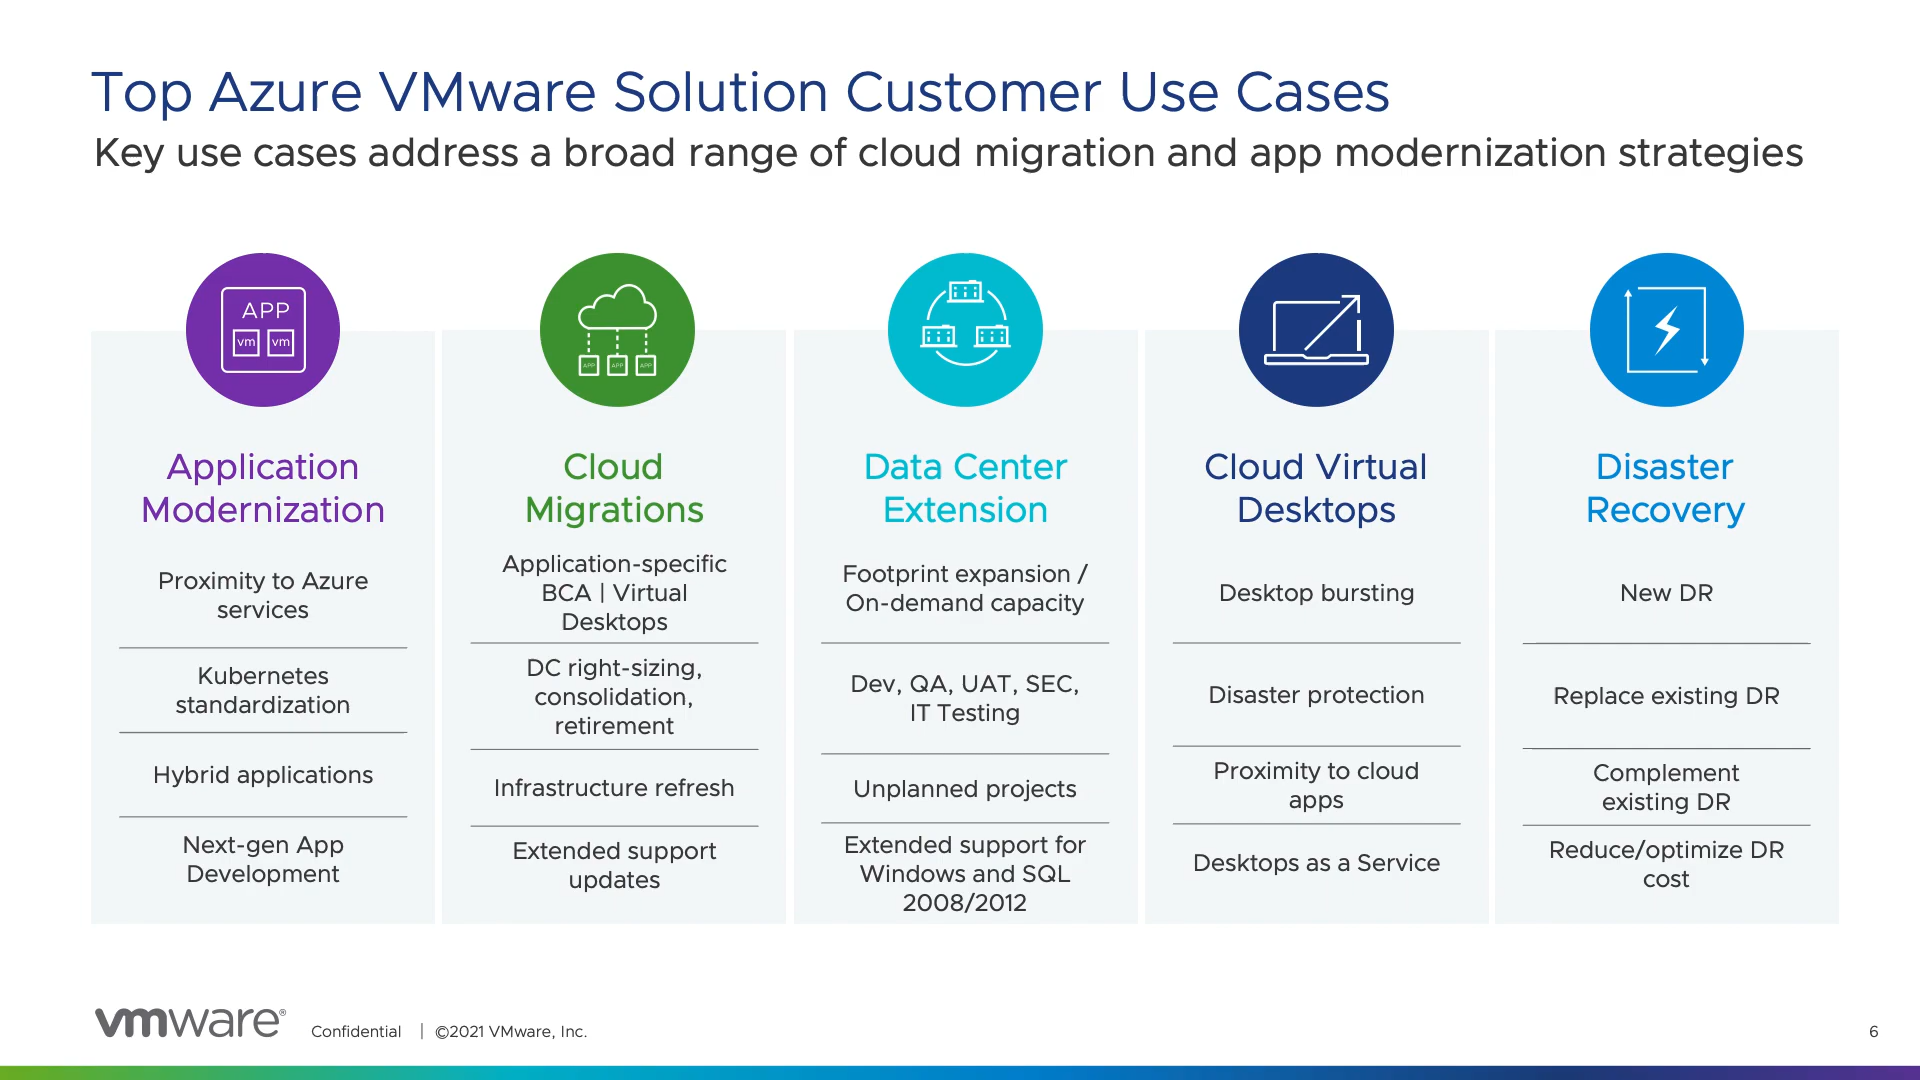 Top Azure VMware Solution Customer Use Cases
Key use cases address a broad range of cloud migration and app modernization strategies
APP
vm vm
APP APP APP
Application
Modernization
Proximity to Azure
services
Kubernetes
standardization
Hybrid applications
Next-gen App
Development
Cloud
Migrations
Application-specific
BCA | Virtual
Desktops
DC right-sizing,
consolidation,
retirement
Infrastructure refresh
Extended support
updates
Data Center
Extension
Footprint expansion /
On-demand capacity
Dev, QA, UAT, SEC,
IT Testing
Unplanned projects
Extended support for
Windows and SQL
2008/2012
Cloud Virtual
Desktops
Desktop bursting
Disaster protection
Proximity to cloud
apps
Desktops as a Service
Disaster
Recovery
New DR
Replace existing DR
Complement
existing DR
Reduce/optimize DR
cost
vmware® Confidential | ©2021 VMware, Inc. 6